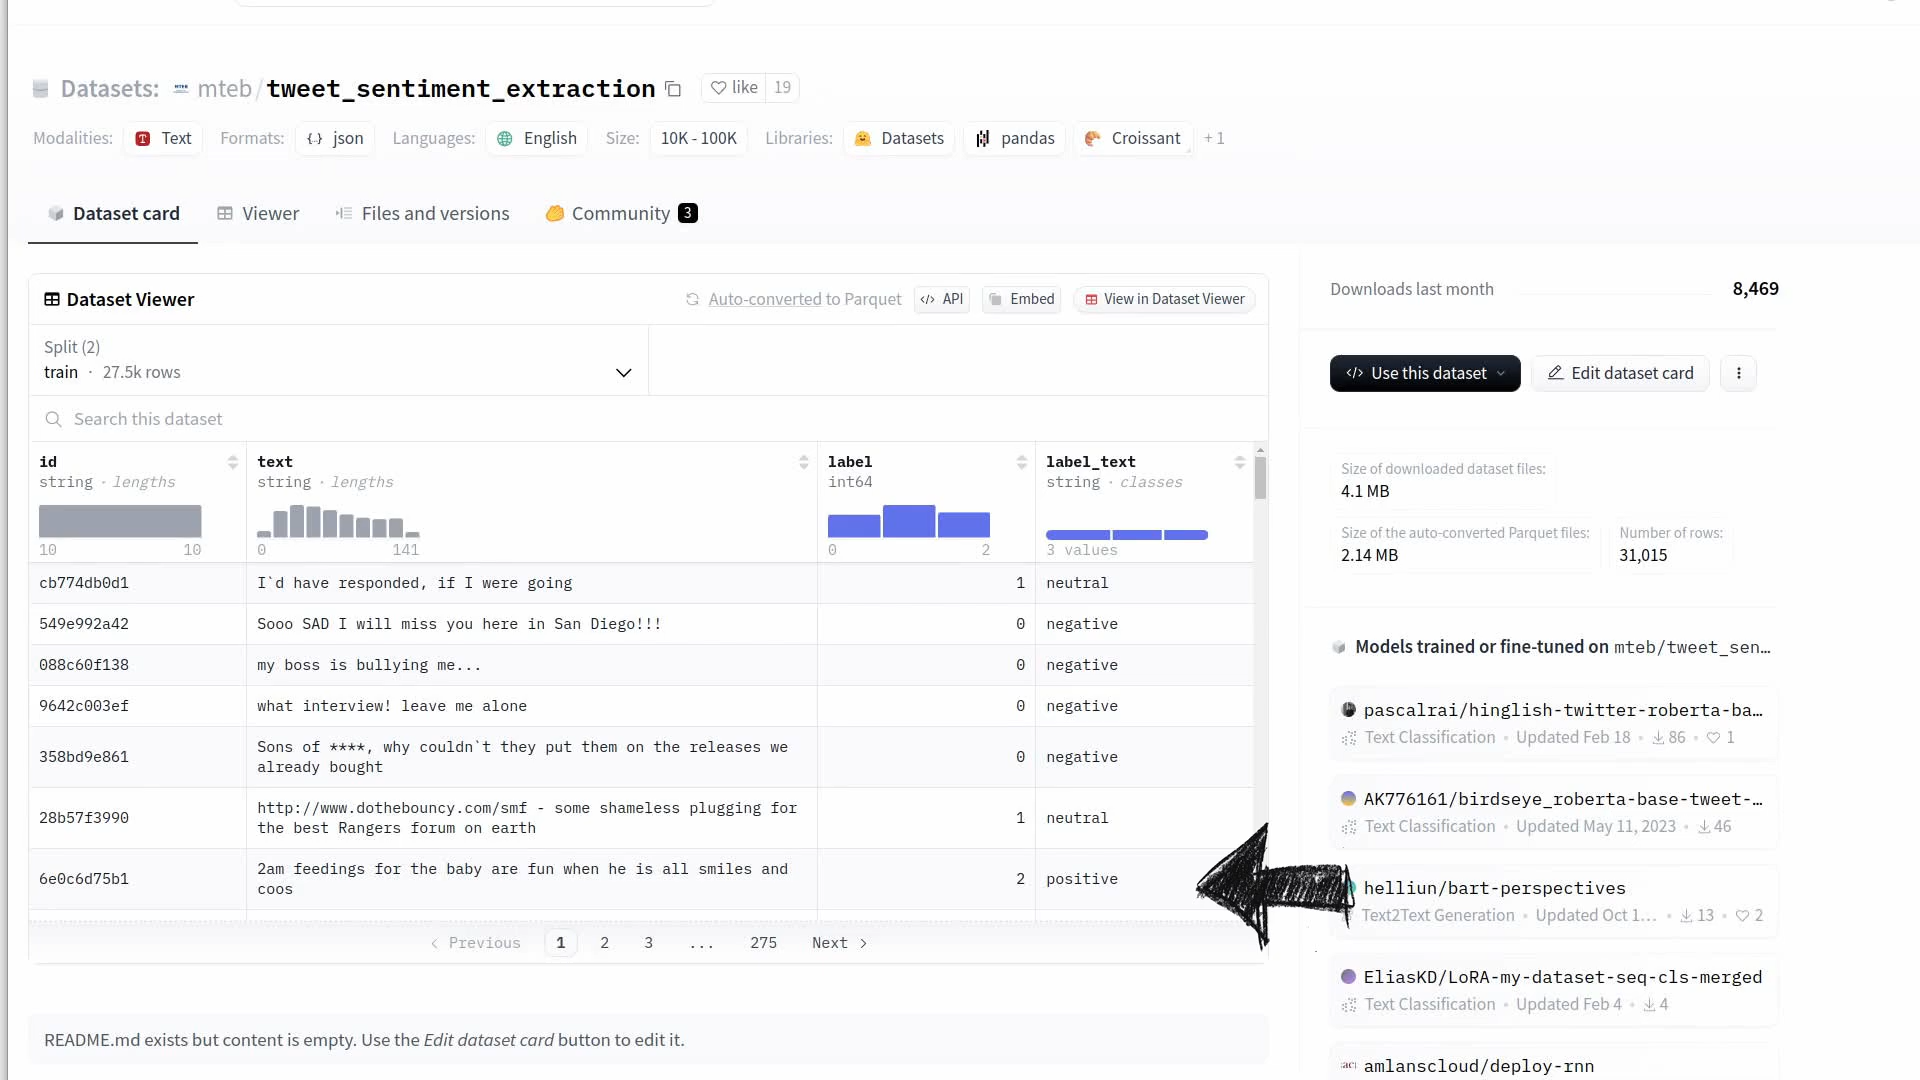 Datasets: mteb/tweet_sentiment_extraction like 19
Modalities: Text Formats: json Languages: English Size: 10K - 100K Libraries: Datasets pandas Croissant + 1
Dataset card Viewer Files and versions Community 3
Dataset Viewer Auto-converted to Parquet API Embed View in Dataset Viewer
Split (2)
train · 27.5k rows
Search this dataset
id text label label_text
string · lengths string · lengths int64 string · classes
10 10 0 141 0 2 3 values
cb774db0d1 I`d have responded, if I were going 1 neutral
549e992a42 Sooo SAD I will miss you here in San Diego!!! 0 negative
088c60f138 my boss is bullying me... 0 negative
9642c003ef what interview! leave me alone 0 negative
358bd9e861 Sons of ****, why couldn`t they put them on the releases we
already bought 0 negative
28b57f3990 http://www.dothebouncy.com/smf - some shameless plugging for
the best Rangers forum on earth 1 neutral
6e0c6d75b1 2am feedings for the baby are fun when he is all smiles and
coos 2 positive
Previous 1 2 3 ... 275 Next
README.md exists but content is empty. Use the Edit dataset card button to edit it.
Downloads last month 8,469
Use this dataset Edit dataset card
Size of downloaded dataset files:
4.1 MB
Size of the auto-converted Parquet files: Number of rows:
2.14 MB 31,015
Models trained or fine-tuned on mteb/tweet_sen…
pascalrai/hinglish-twitter-roberta-ba…
Text Classification • Updated Feb 18 • 86 • 1
AK776161/birdseye_roberta-base-tweet-…
Text Classification • Updated May 11, 2023 • 46
helliun/bart-perspectives
Text2Text Generation • Updated Oct 1… • 13 • 2
EliasKD/LoRA-my-dataset-seq-cls-merged
Text Classification • Updated Feb 4 • 4
amlanscloud/deploy-rnn